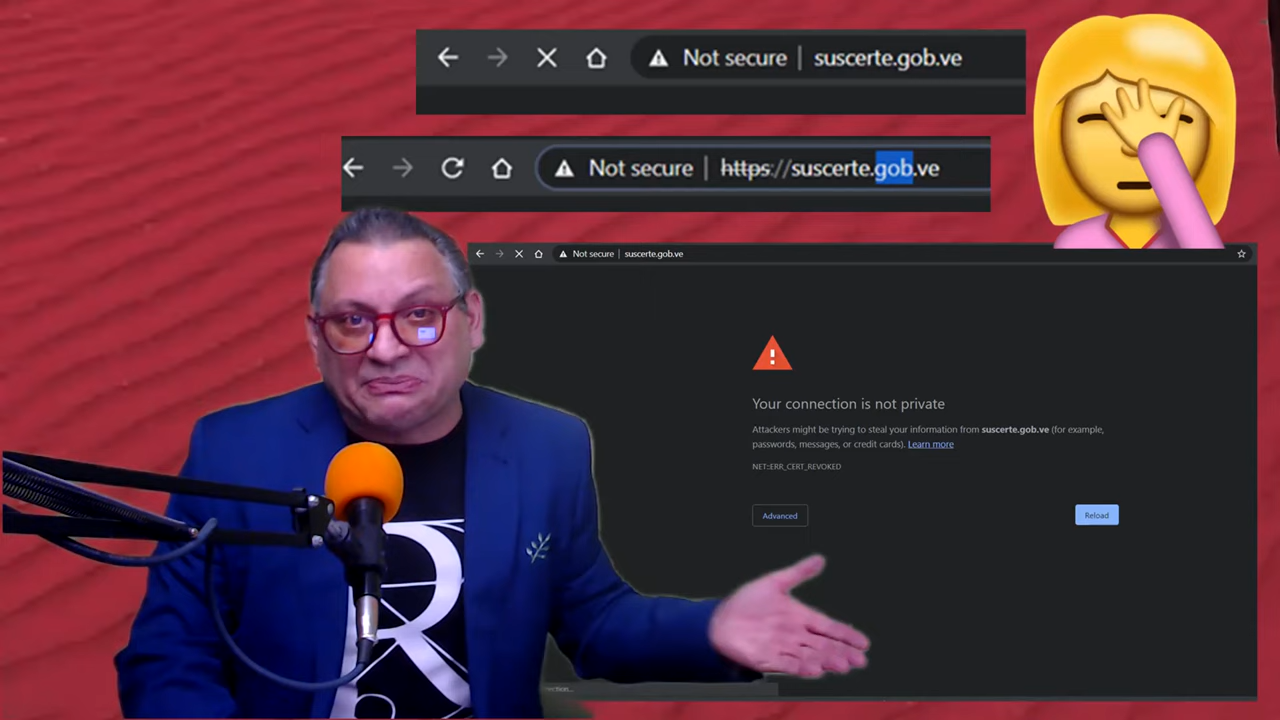 Not secure | suscerte.gob.ve
Not secure | https://suscerte.gob.ve
Not secure | suscerte.gob.ve
Your connection is not private
Attackers might be trying to steal your information from suscerte.gob.ve (for example,
passwords, messages, or credit cards). Learn more
NET::ERR_CERT_REVOKED
Advanced
Reload
R